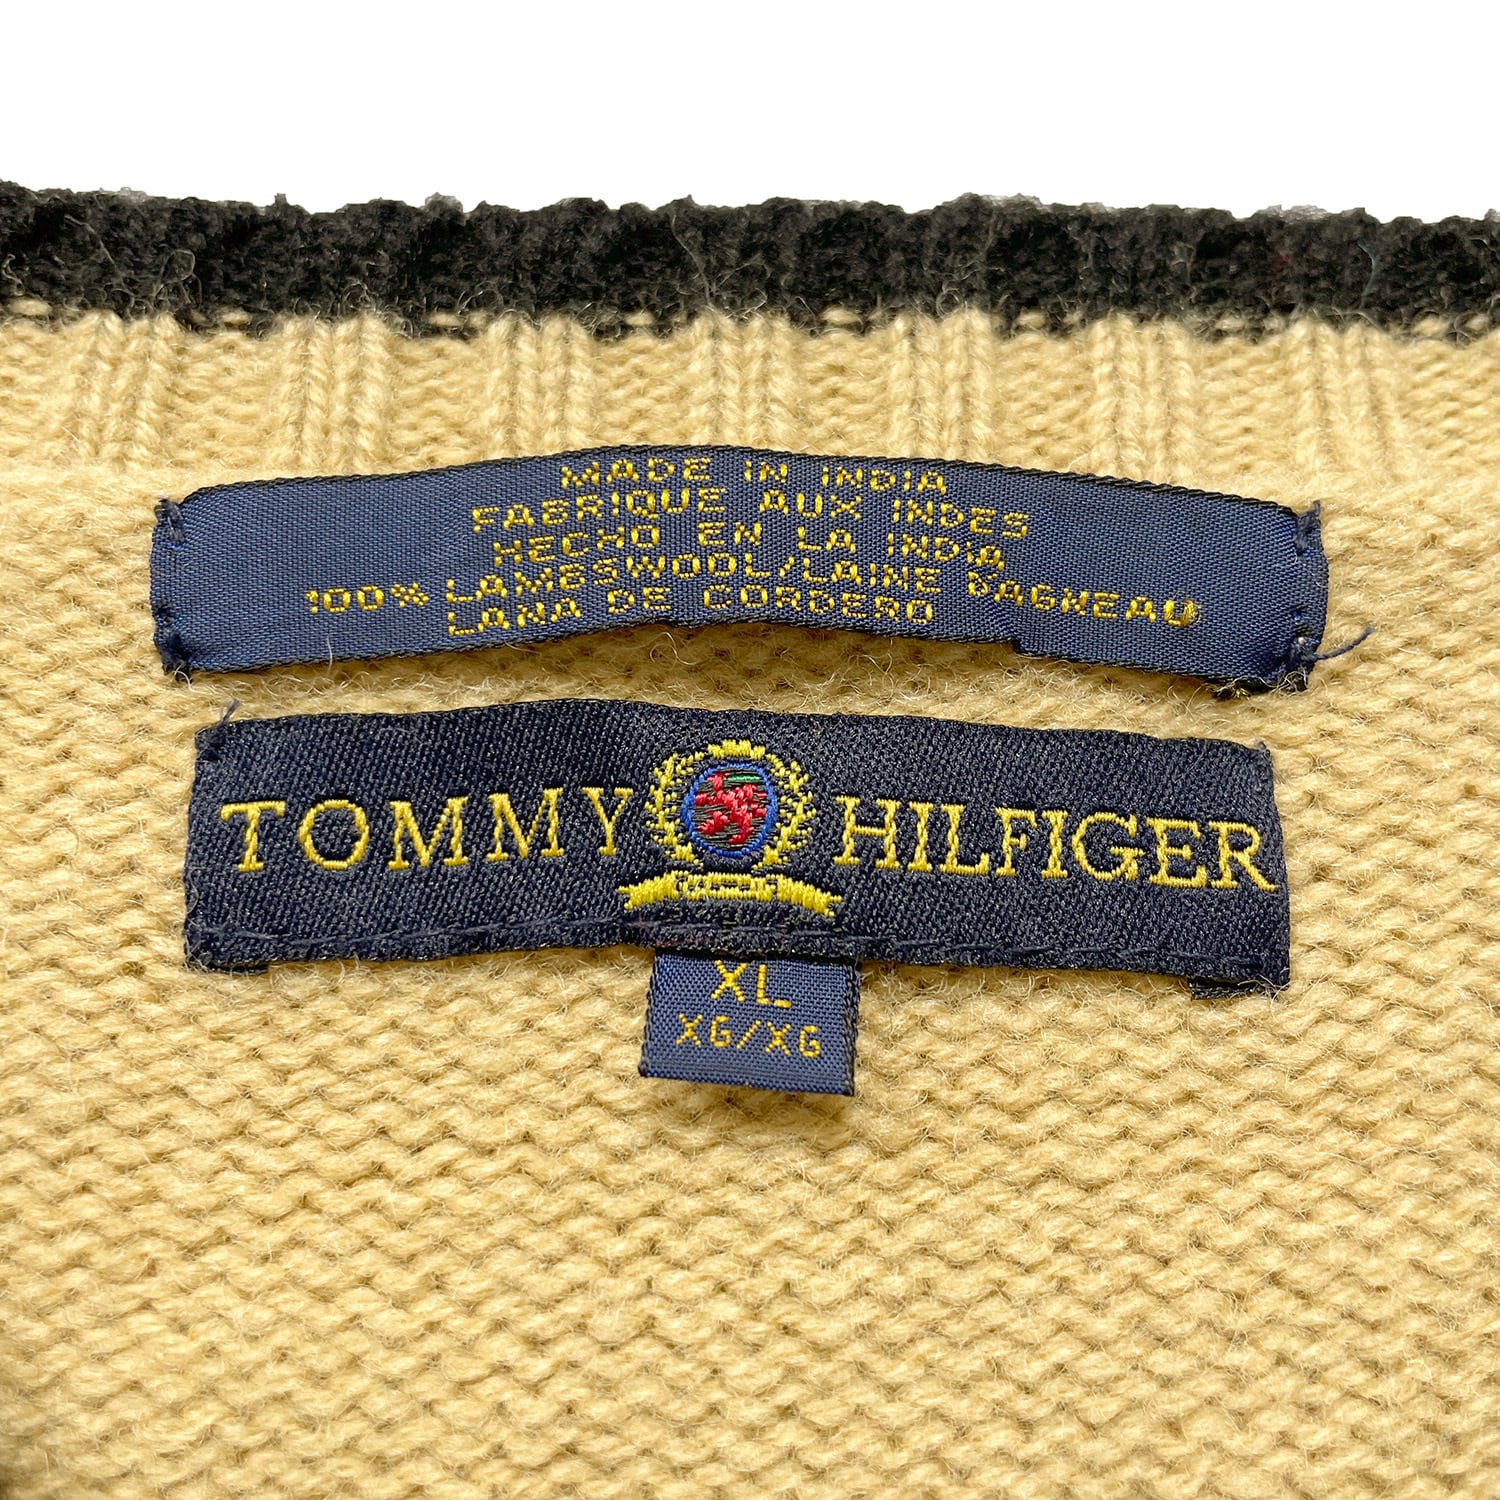 MADE IN INDIA
FABRIQUE AUX INDES
HECHO EN LA INDIA
100% LAMBSWOOL/LAINE DAGNEAU
LANA DE CORDERO
TOMMY HILFIGER
XL
XG/XG